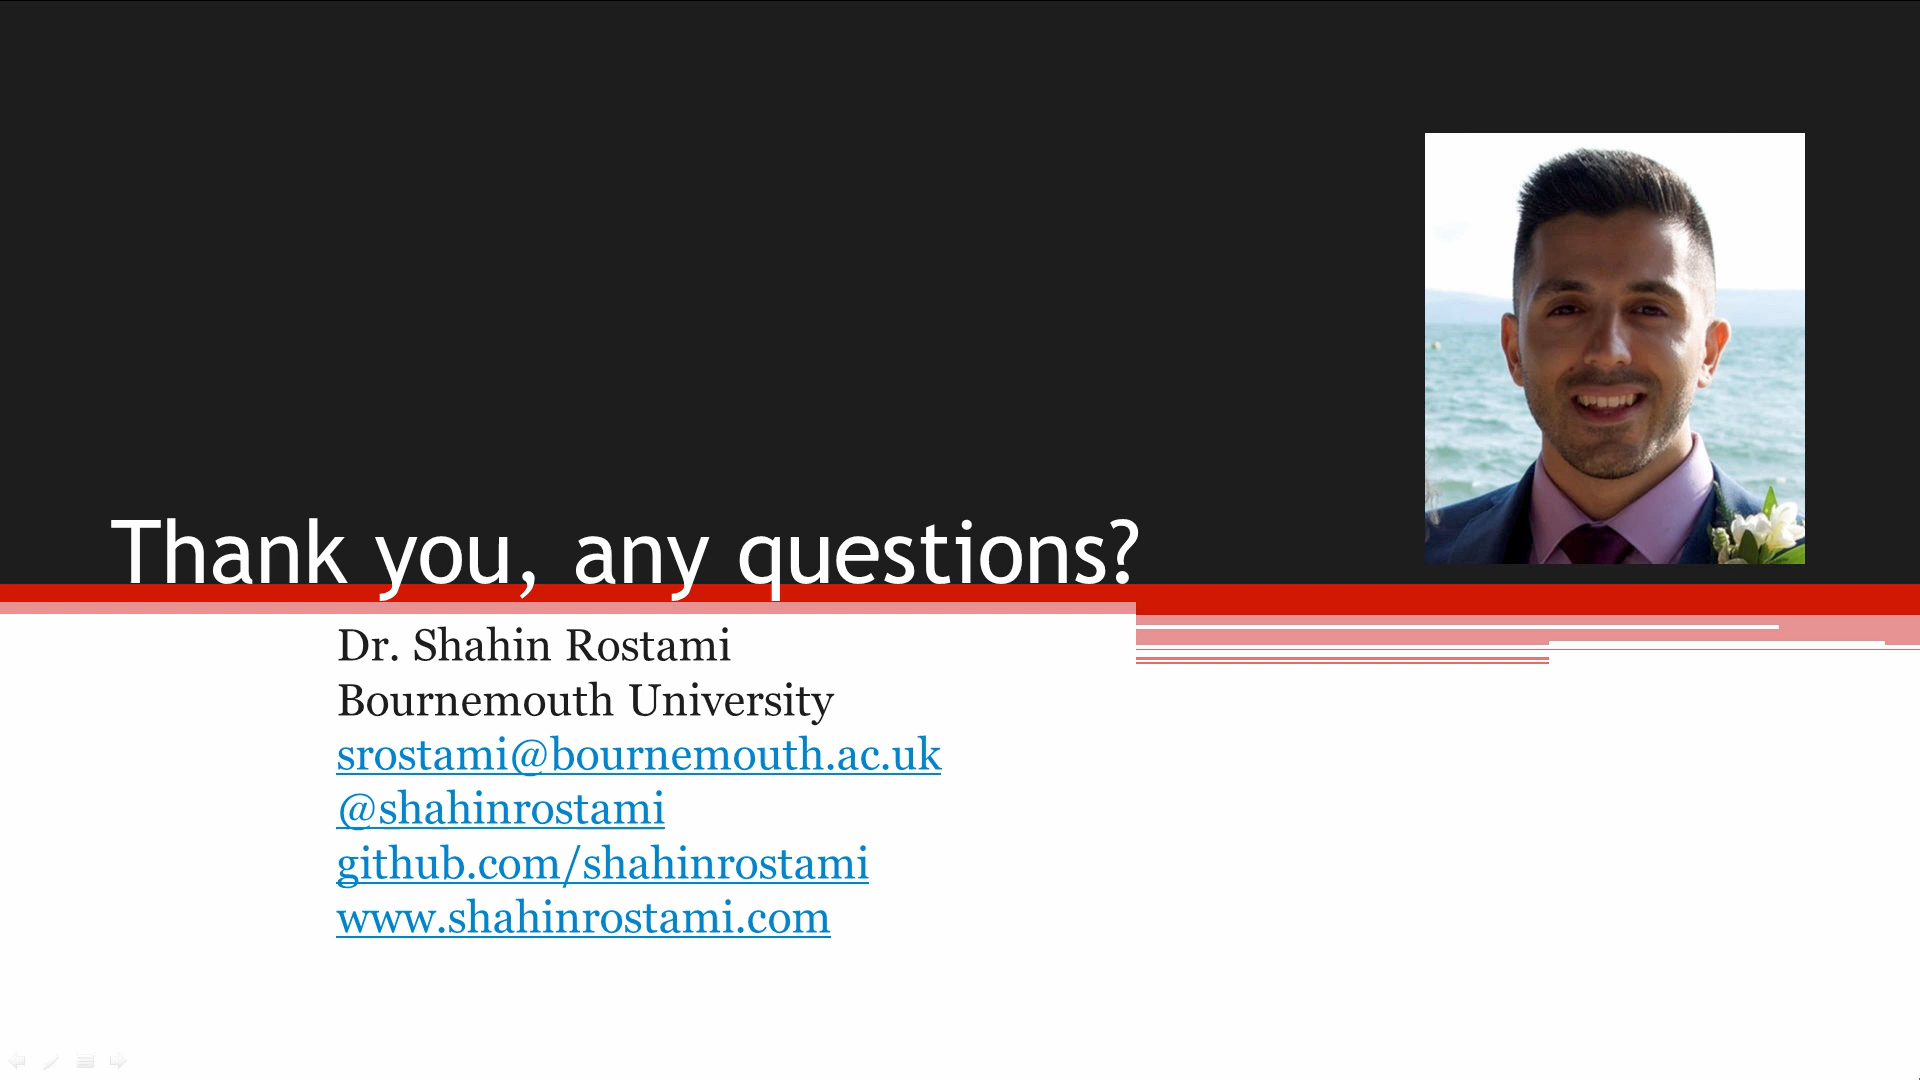 Thank you, any questions?
Dr. Shahin Rostami
Bournemouth University
srostami@bournemouth.ac.uk
@shahinrostami
github.com/shahinrostami
www.shahinrostami.com